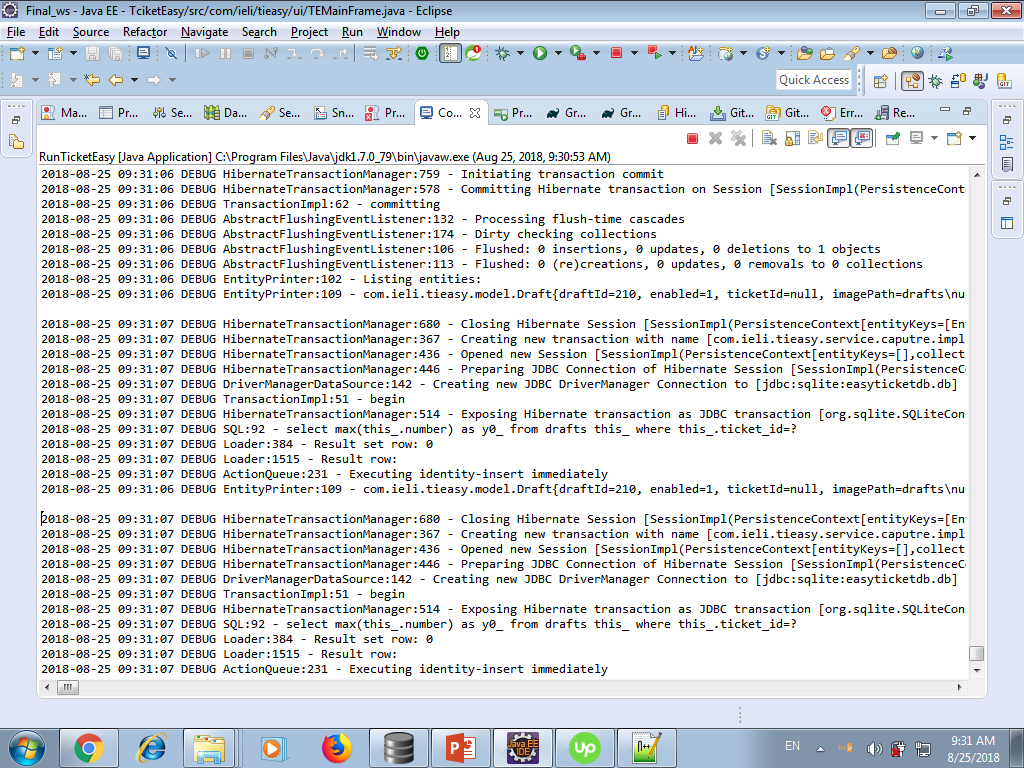 Final_ws - Java EE - TciketEasy/src/com/ieli/tieasy/ui/TEMainFrame.java - Eclipse
File Edit Source Refactor Navigate Search Project Run Window Help
Quick Access
Ma... Pr... Se... Da... Se... Sn... Pr... Co... Pr... Gr... Gr... Hi... Git... Git... Err... Re...
RunTicketEasy [Java Application] C:\Program Files\Java\jdk1.7.0_79\bin\javaw.exe (Aug 25, 2018, 9:30:53 AM)
2018-08-25 09:31:06 DEBUG HibernateTransactionManager:759 - Initiating transaction commit
2018-08-25 09:31:06 DEBUG HibernateTransactionManager:578 - Committing Hibernate transaction on Session [SessionImpl(PersistenceCont
2018-08-25 09:31:06 DEBUG TransactionImpl:62 - committing
2018-08-25 09:31:06 DEBUG AbstractFlushingEventListener:132 - Processing flush-time cascades
2018-08-25 09:31:06 DEBUG AbstractFlushingEventListener:174 - Dirty checking collections
2018-08-25 09:31:06 DEBUG AbstractFlushingEventListener:106 - Flushed: 0 insertions, 0 updates, 0 deletions to 1 objects
2018-08-25 09:31:06 DEBUG AbstractFlushingEventListener:113 - Flushed: 0 (re)creations, 0 updates, 0 removals to 0 collections
2018-08-25 09:31:06 DEBUG EntityPrinter:102 - Listing entities:
2018-08-25 09:31:06 DEBUG EntityPrinter:109 - com.ieli.tieasy.model.Draft{draftId=210, enabled=1, ticketId=null, imagePath=drafts\nu
2018-08-25 09:31:07 DEBUG HibernateTransactionManager:680 - Closing Hibernate Session [SessionImpl(PersistenceContext[entityKeys=[En
2018-08-25 09:31:07 DEBUG HibernateTransactionManager:367 - Creating new transaction with name [com.ieli.tieasy.service.caputre.impl
2018-08-25 09:31:07 DEBUG HibernateTransactionManager:436 - Opened new Session [SessionImpl(PersistenceContext[entityKeys=[],collect
2018-08-25 09:31:07 DEBUG HibernateTransactionManager:446 - Preparing JDBC Connection of Hibernate Session [SessionImpl(PersistenceC
2018-08-25 09:31:07 DEBUG DriverManagerDataSource:142 - Creating new JDBC DriverManager Connection to [jdbc:sqlite:easyticketdb.db]
2018-08-25 09:31:07 DEBUG TransactionImpl:51 - begin
2018-08-25 09:31:07 DEBUG HibernateTransactionManager:514 - Exposing Hibernate transaction as JDBC transaction [org.sqlite.SQLiteCon
2018-08-25 09:31:07 DEBUG SQL:92 - select max(this_.number) as y0_ from drafts this_ where this_.ticket_id=?
2018-08-25 09:31:07 DEBUG Loader:384 - Result set row: 0
2018-08-25 09:31:07 DEBUG Loader:1515 - Result row:
2018-08-25 09:31:07 DEBUG ActionQueue:231 - Executing identity-insert immediately
2018-08-25 09:31:06 DEBUG EntityPrinter:109 - com.ieli.tieasy.model.Draft{draftId=210, enabled=1, ticketId=null, imagePath=drafts\nu
2018-08-25 09:31:07 DEBUG HibernateTransactionManager:680 - Closing Hibernate Session [SessionImpl(PersistenceContext[entityKeys=[En
2018-08-25 09:31:07 DEBUG HibernateTransactionManager:367 - Creating new transaction with name [com.ieli.tieasy.service.caputre.impl
2018-08-25 09:31:07 DEBUG HibernateTransactionManager:436 - Opened new Session [SessionImpl(PersistenceContext[entityKeys=[],collect
2018-08-25 09:31:07 DEBUG HibernateTransactionManager:446 - Preparing JDBC Connection of Hibernate Session [SessionImpl(PersistenceC
2018-08-25 09:31:07 DEBUG DriverManagerDataSource:142 - Creating new JDBC DriverManager Connection to [jdbc:sqlite:easyticketdb.db]
2018-08-25 09:31:07 DEBUG TransactionImpl:51 - begin
2018-08-25 09:31:07 DEBUG HibernateTransactionManager:514 - Exposing Hibernate transaction as JDBC transaction [org.sqlite.SQLiteCon
2018-08-25 09:31:07 DEBUG SQL:92 - select max(this_.number) as y0_ from drafts this_ where this_.ticket_id=?
2018-08-25 09:31:07 DEBUG Loader:384 - Result set row: 0
2018-08-25 09:31:07 DEBUG Loader:1515 - Result row:
2018-08-25 09:31:07 DEBUG ActionQueue:231 - Executing identity-insert immediately
Java EE
IDE
up
EN
9:31 AM
8/25/2018